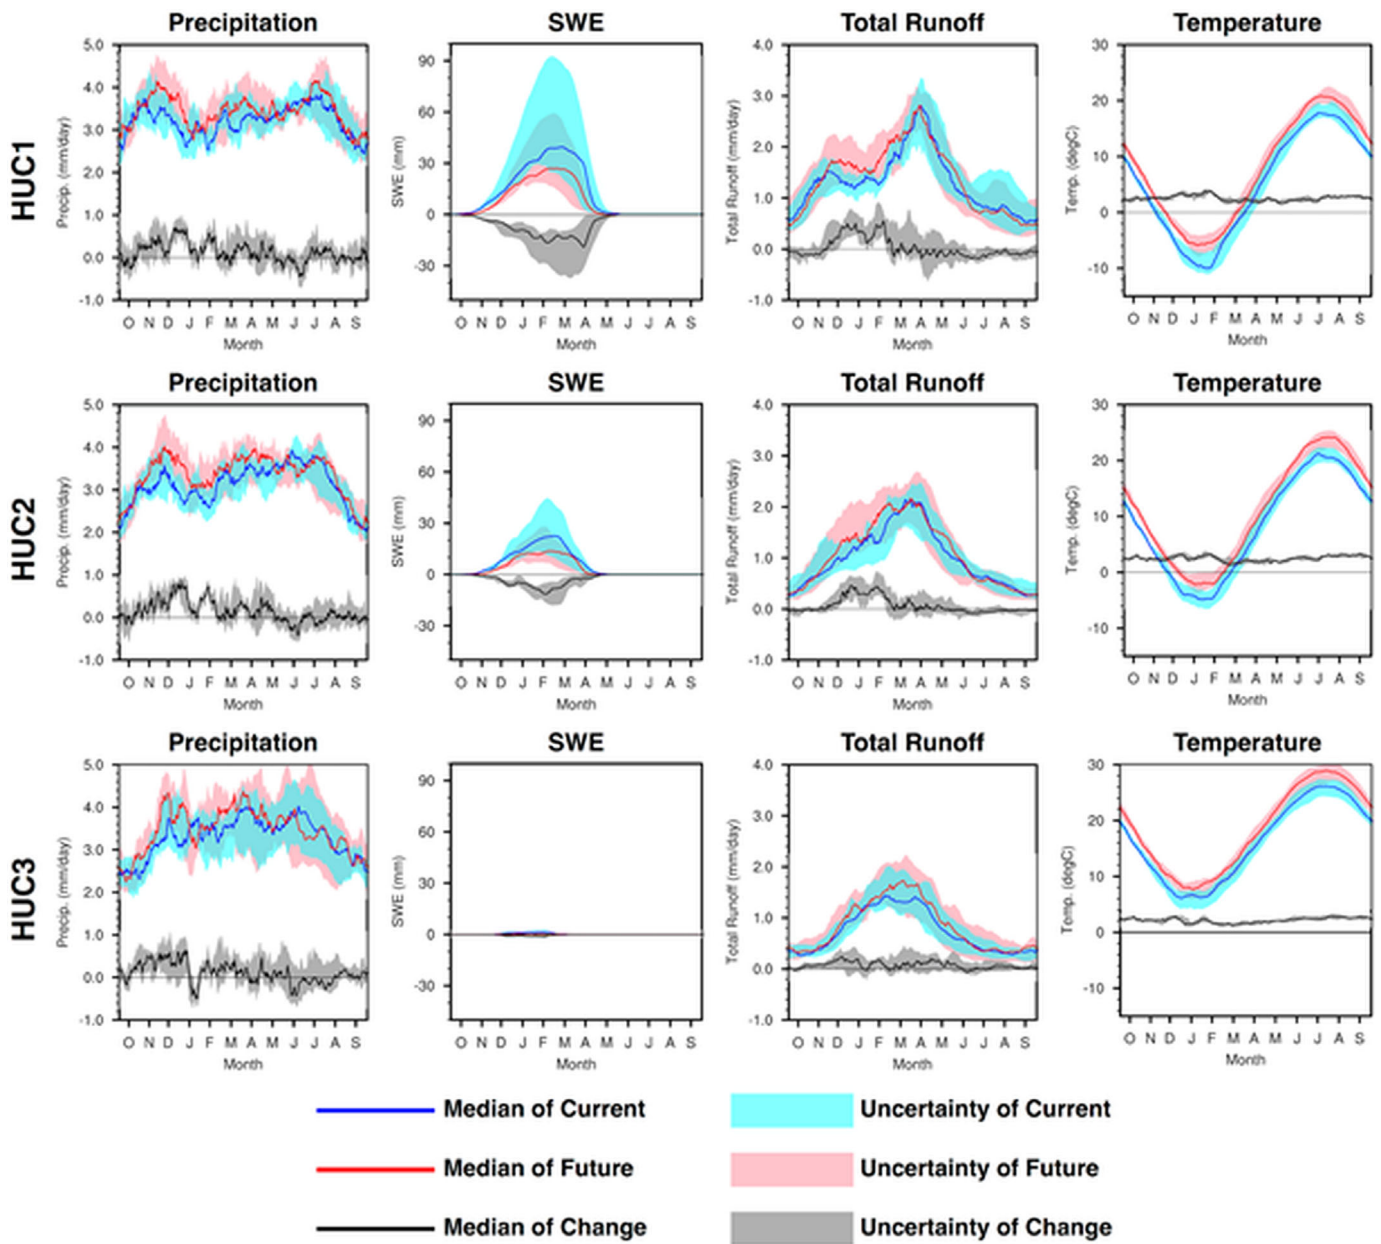 Precipitation SWE Total Runoff Temperature
HUC1
Precip. (mm/day)
5.0
4.0
3.0
2.0
1.0
0.0
-1.0
O N D J F M A M J J A S
Month
SWE (mm)
90
60
30
0
-30
O N D J F M A M J J A S
Month
Total Runoff (mm/day)
4.0
3.0
2.0
1.0
0.0
-1.0
O N D J F M A M J J A S
Month
Temp. (degC)
30
20
10
0
-10
O N D J F M A M J J A S
Month
Precipitation SWE Total Runoff Temperature
HUC2
Precip. (mm/day)
5.0
4.0
3.0
2.0
1.0
0.0
-1.0
O N D J F M A M J J A S
Month
SWE (mm)
90
60
30
0
-30
O N D J F M A M J J A S
Month
Total Runoff (mm/day)
4.0
3.0
2.0
1.0
0.0
-1.0
O N D J F M A M J J A S
Month
Temp. (degC)
30
20
10
0
-10
O N D J F M A M J J A S
Month
Precipitation SWE Total Runoff Temperature
HUC3
Precip. (mm/day)
5.0
4.0
3.0
2.0
1.0
0.0
-1.0
O N D J F M A M J J A S
Month
SWE (mm)
90
60
30
0
-30
O N D J F M A M J J A S
Month
Total Runoff (mm/day)
4.0
3.0
2.0
1.0
0.0
-1.0
O N D J F M A M J J A S
Month
Temp. (degC)
30
20
10
0
-10
O N D J F M A M J J A S
Month
Median of Current Uncertainty of Current
Median of Future Uncertainty of Future
Median of Change Uncertainty of Change